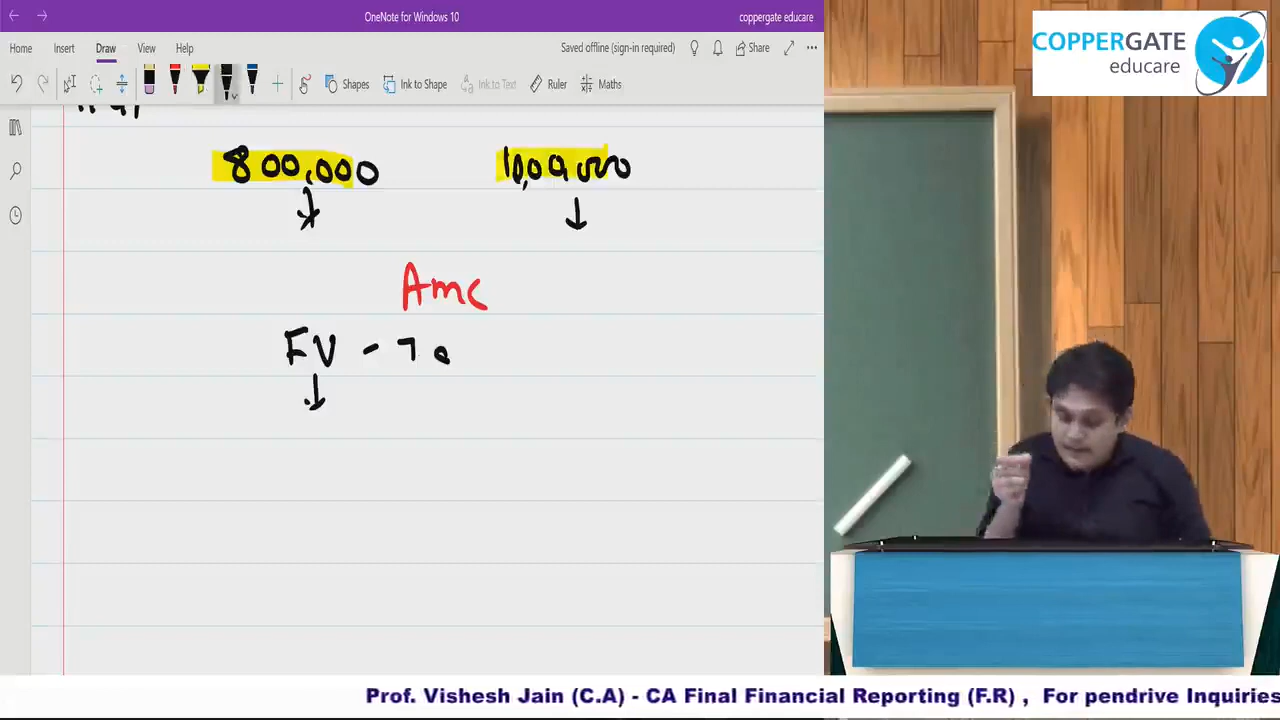 OneNote for Windows 10
coppergate educare
Home Insert Draw View Help
Saved offline (sign-in required)
Share
Shapes
Ink to Shape
Ink to Text
Ruler
Maths
COPPERGATE
educare
800,000
10,00,000
Amc
FV - 70
Prof. Vishesh Jain (C.A) - CA Final Financial Reporting (F.R) , For pendrive Inquiries